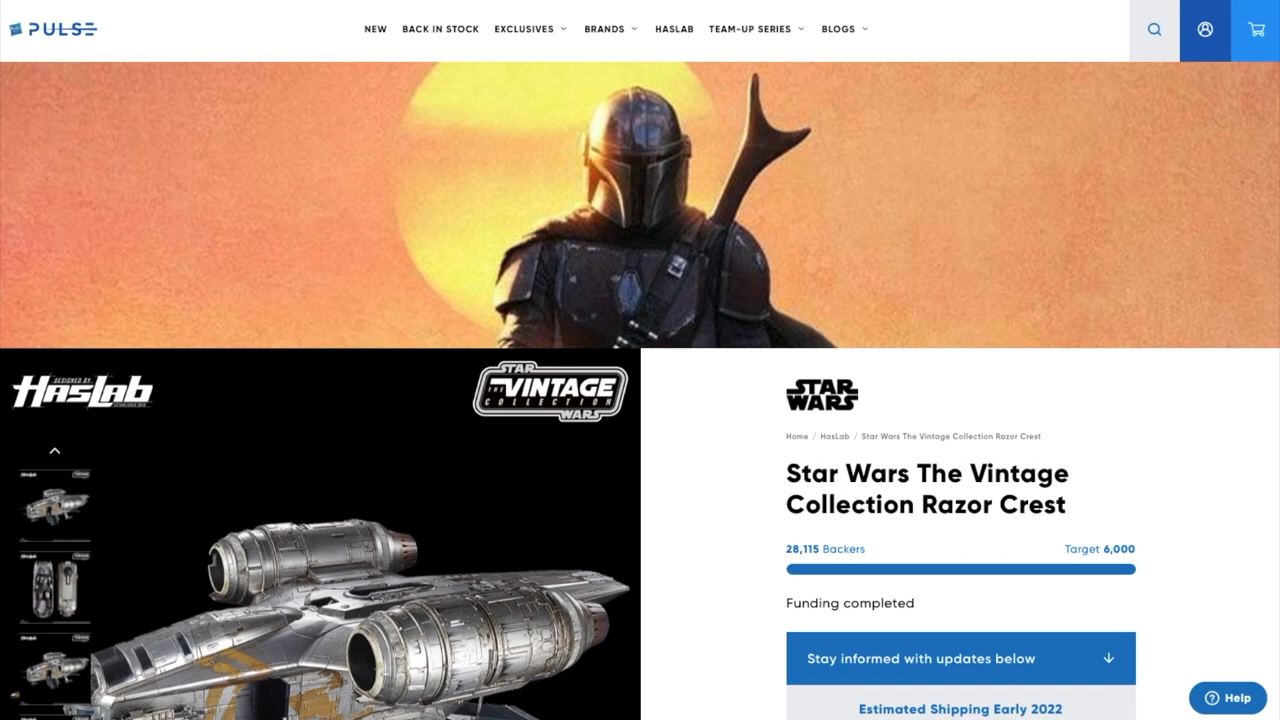 PULSE
NEW BACK IN STOCK EXCLUSIVES BRANDS HASLAB TEAM-UP SERIES BLOGS
DESIGNED BY
HasLab
STAR
THE VINTAGE
COLLECTION
WARS
STAR
WARS
Home / HasLab / Star Wars The Vintage Collection Razor Crest
Star Wars The Vintage
Collection Razor Crest
28,115 Backers Target 6,000
Funding completed
Stay informed with updates below
Estimated Shipping Early 2022
Help